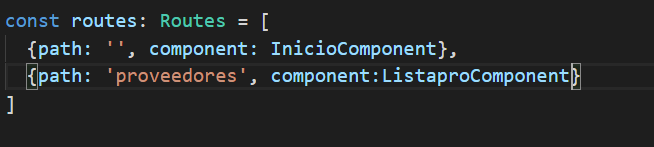 const routes: Routes = [
  {path: '', component: InicioComponent},
  {path: 'proveedores', component:ListaproComponent}
]